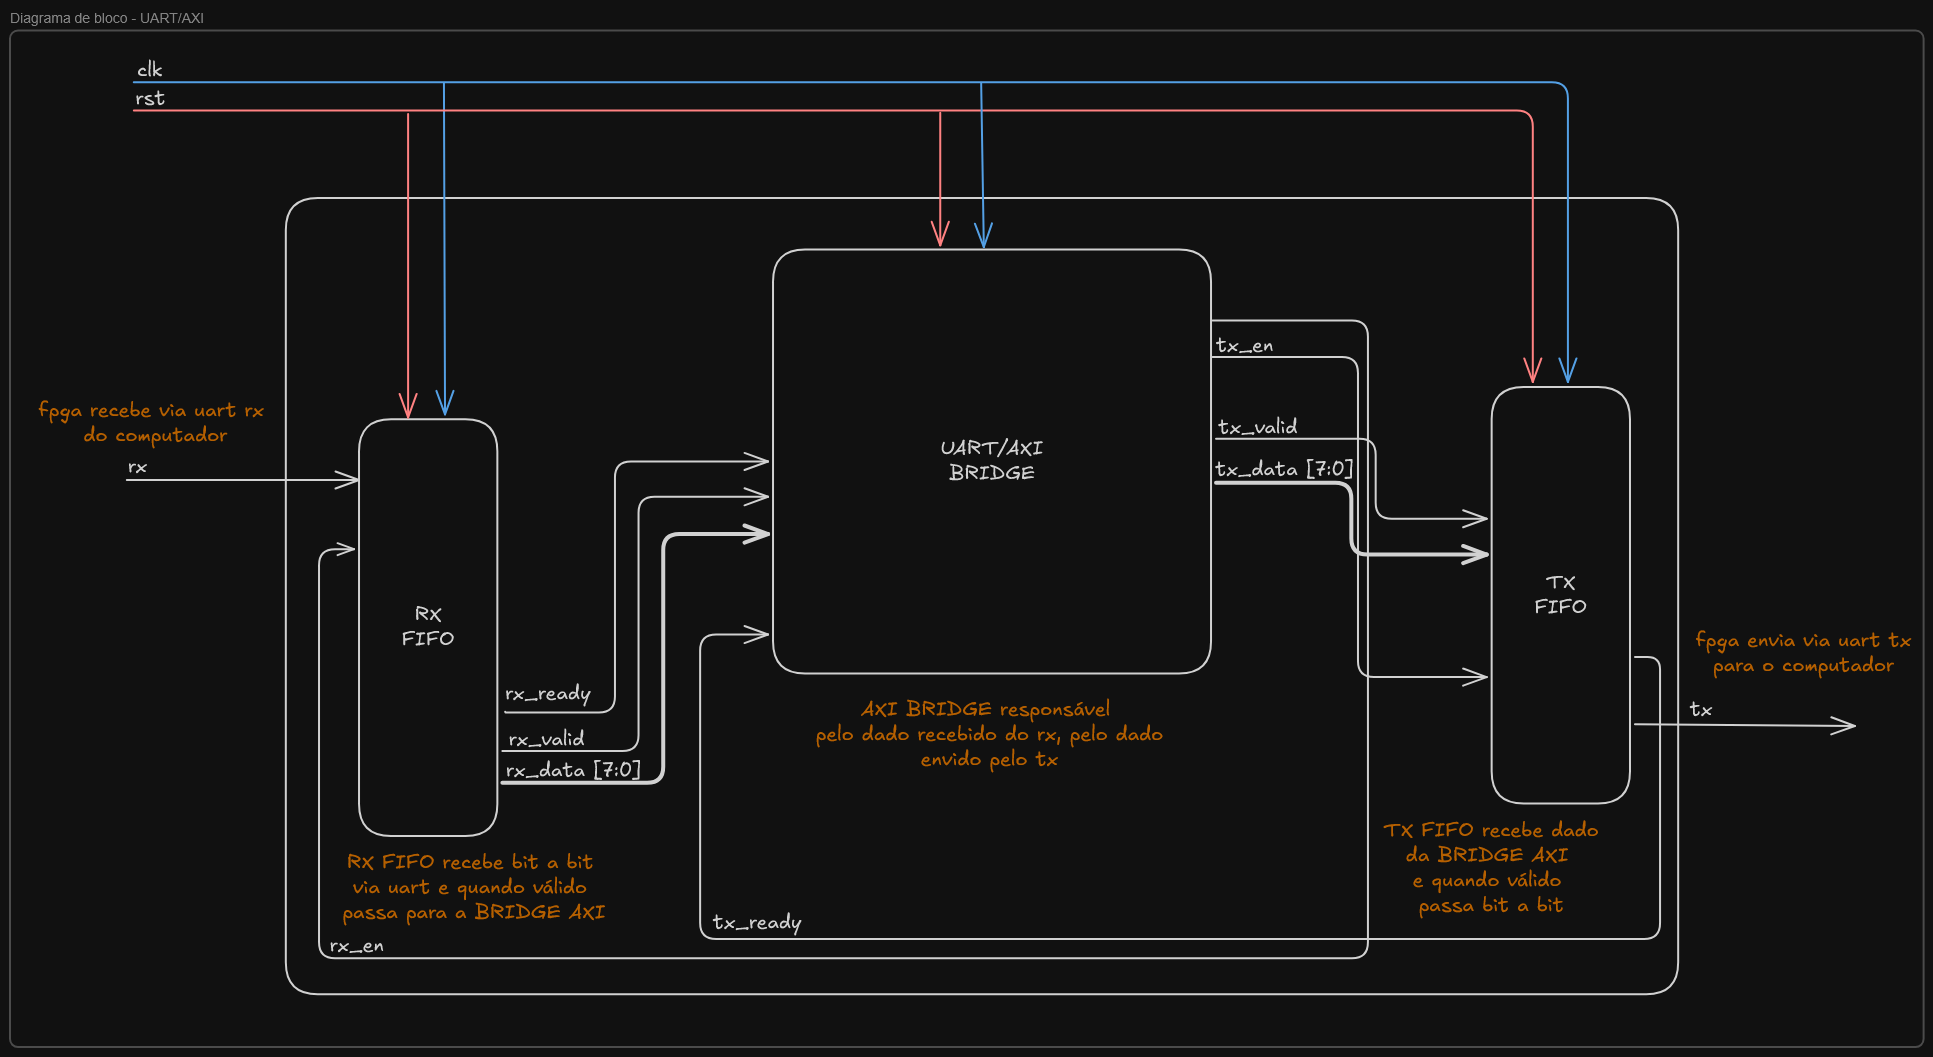 Diagrama de bloco - UART/AXI
clk
rst
fpga recebe via uart rx
do computador
rx
RX
FIFO
rx_ready
rx_valid
rx_data [7:0]
RX FIFO recebe bit a bit
via uart e quando válido
passa para a BRIDGE AXI
rx_en
UART/AXI
BRIDGE
AXI BRIDGE responsável
pelo dado recebido do rx, pelo dado
envido pelo tx
tx_ready
tx_en
tx_valid
tx_data [7:0]
TX
FIFO
fpga envia via uart tx
para o computador
tx
TX FIFO recebe dado
da BRIDGE AXI
e quando válido
passa bit a bit